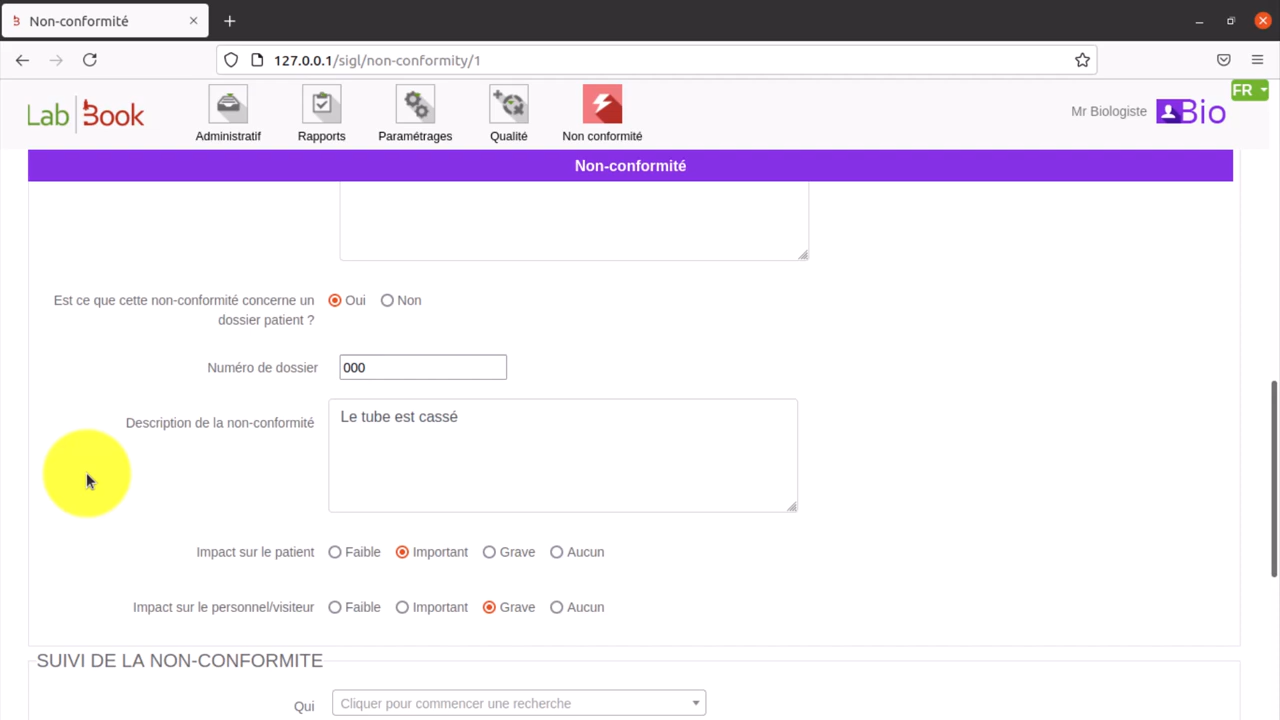 Non-conformité
127.0.0.1/sigl/non-conformity/1
FR
Lab Book
Administratif
Rapports
Paramétrages
Qualité
Non conformité
Mr Biologiste
Bio
Non-conformité
Est ce que cette non-conformité concerne un
dossier patient ?
Oui Non
Numéro de dossier
000
Description de la non-conformité
Le tube est cassé
Impact sur le patient
Faible Important Grave Aucun
Impact sur le personnel/visiteur
Faible Important Grave Aucun
SUIVI DE LA NON-CONFORMITE
Qui
Cliquer pour commencer une recherche